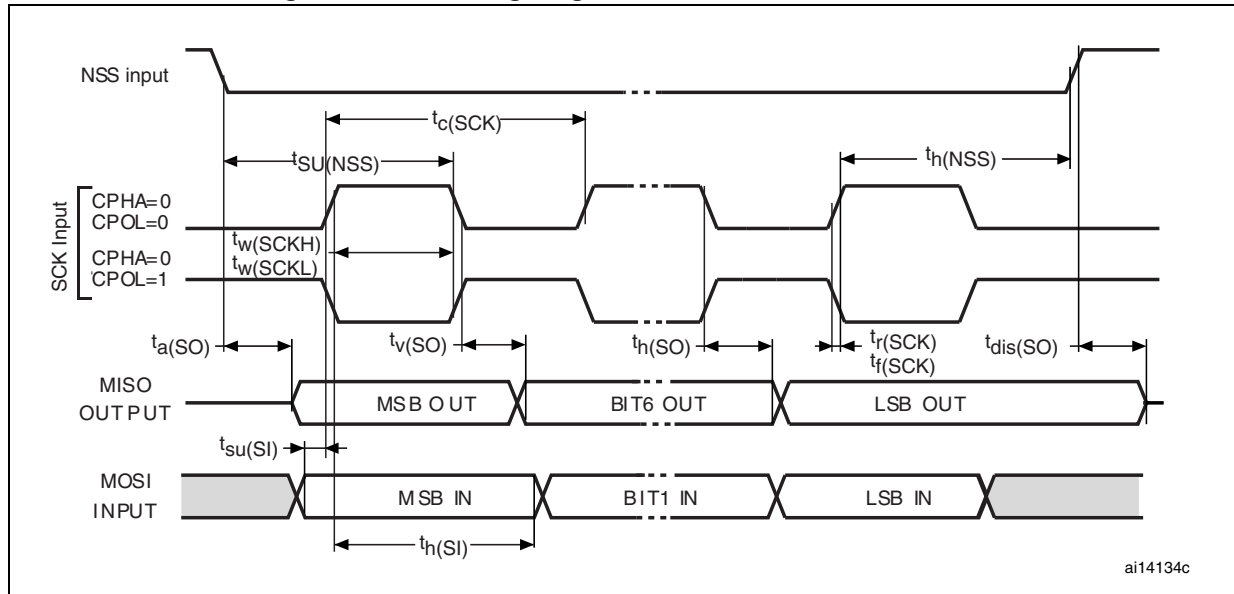 NSS input
tc(SCK)
tSU(NSS)
th(NSS)
SCK Input
CPHA=0
CPOL=0
tw(SCKH)
CPHA=0
tw(SCKL)
CPOL=1
ta(SO)
tv(SO)
th(SO)
tr(SCK)
tf(SCK)
tdis(SO)
MISO
OUTPUT
MSB OUT
BIT6 OUT
LSB OUT
tsu(SI)
MOSI
INPUT
MSB IN
BIT1 IN
LSB IN
th(SI)
ai14134c